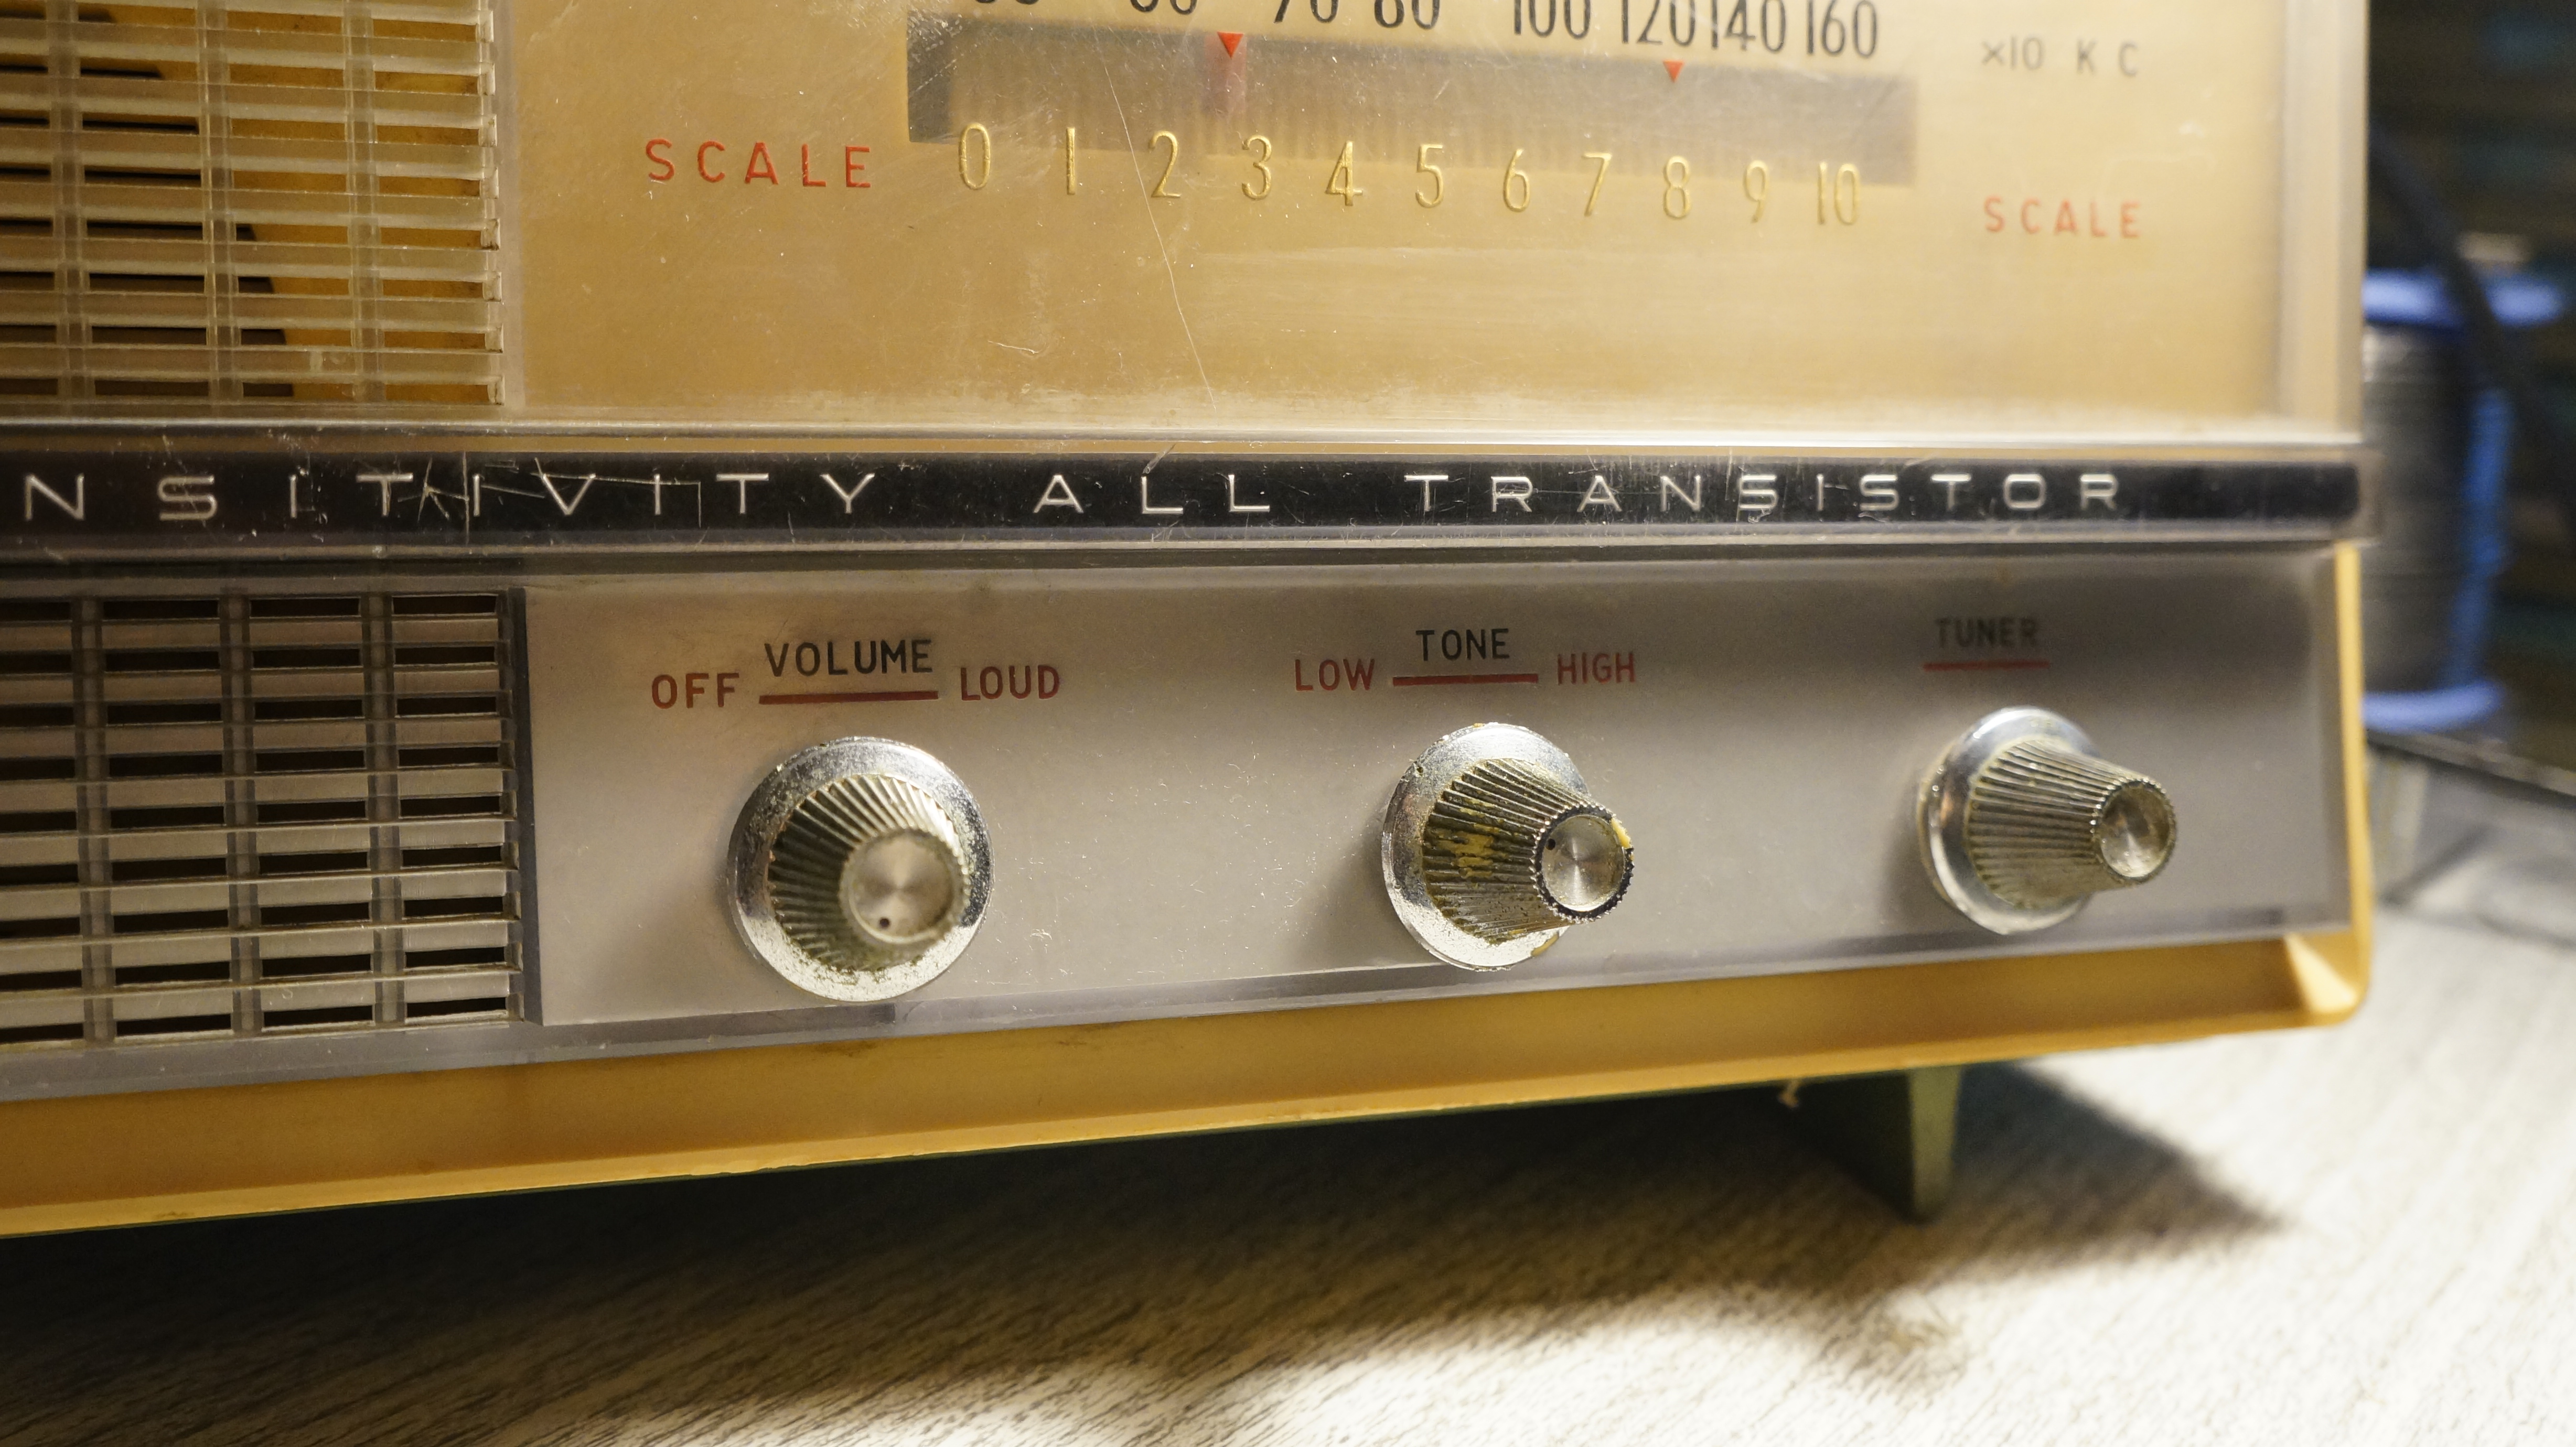 70 80 100 120 140 160 ×10 KC
SCALE 0 1 2 3 4 5 6 7 8 9 10 SCALE
NSITIVITY ALL TRANSISTOR
OFF VOLUME LOUD
LOW TONE HIGH
TUNER